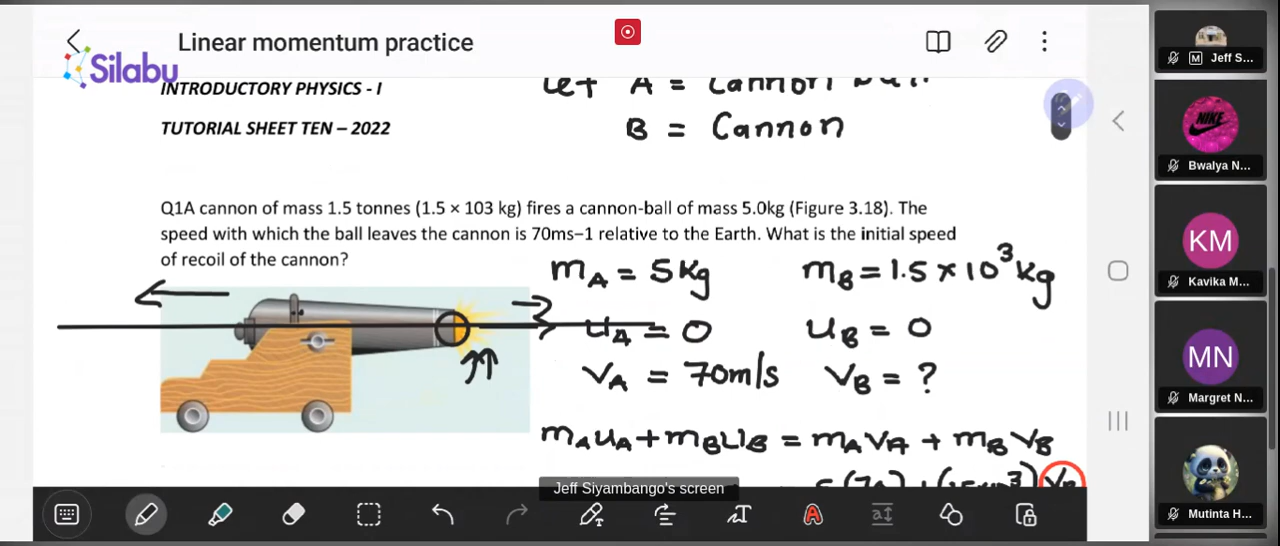 Linear momentum practice
Silabu
INTRODUCTORY PHYSICS - I
TUTORIAL SHEET TEN – 2022
Let A = Cannon ball
B = Cannon
Q1A cannon of mass 1.5 tonnes (1.5 × 103 kg) fires a cannon-ball of mass 5.0kg (Figure 3.18). The
speed with which the ball leaves the cannon is 70ms−1 relative to the Earth. What is the initial speed
of recoil of the cannon?
mA = 5 kg
mB = 1.5 × 10³ kg
uA = 0
uB = 0
VA = 70m/s
VB = ?
mAuA + mBuB = mAVA + mBVB
Jeff Siyambango's screen
M Jeff S...
NIKE
Bwalya N...
KM
Kavika M...
MN
Margret N...
Mutinta H...